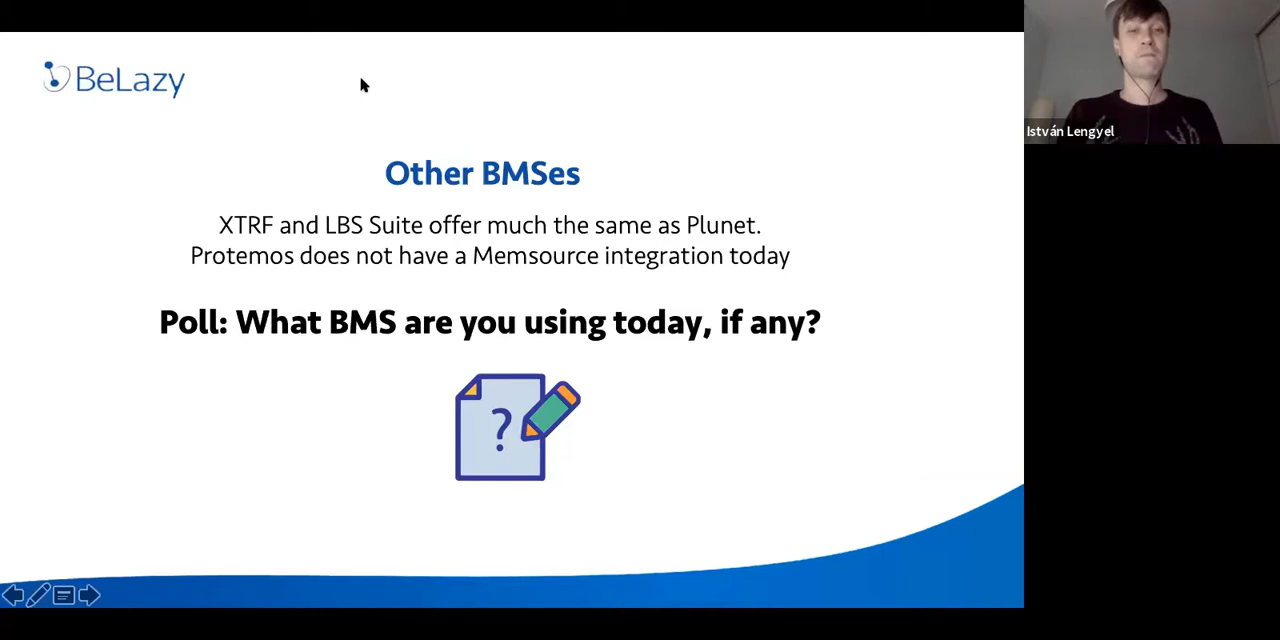 BeLazy
István Lengyel
Other BMSes
XTRF and LBS Suite offer much the same as Plunet.
Protemos does not have a Memsource integration today
Poll: What BMS are you using today, if any?
?